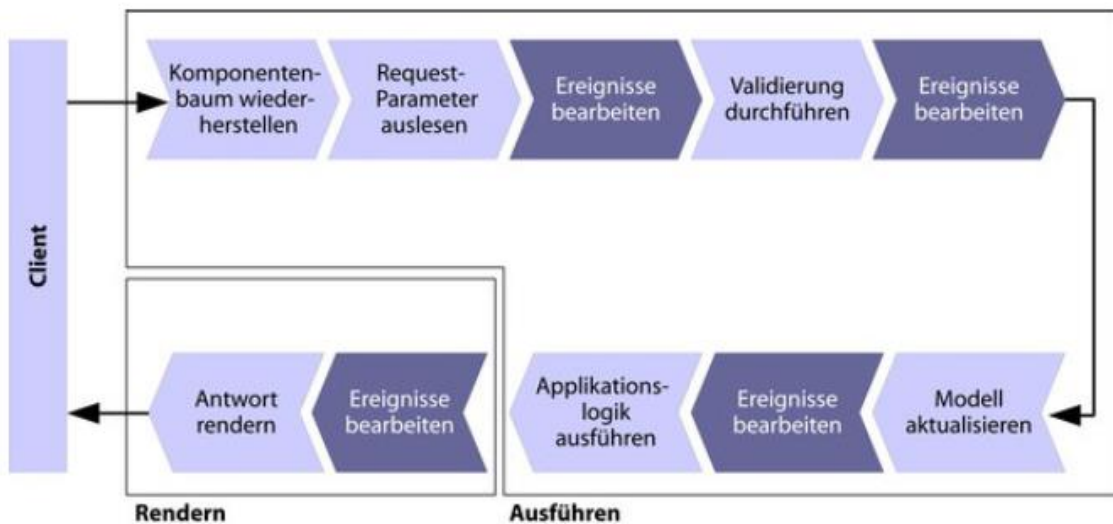 Client
Komponenten-
baum wieder-
herstellen
Request-
Parameter
auslesen
Ereignisse
bearbeiten
Validierung
durchführen
Ereignisse
bearbeiten
Modell
aktualisieren
Ereignisse
bearbeiten
Applikations-
logik
ausführen
Ereignisse
bearbeiten
Antwort
rendern
Rendern
Ausführen